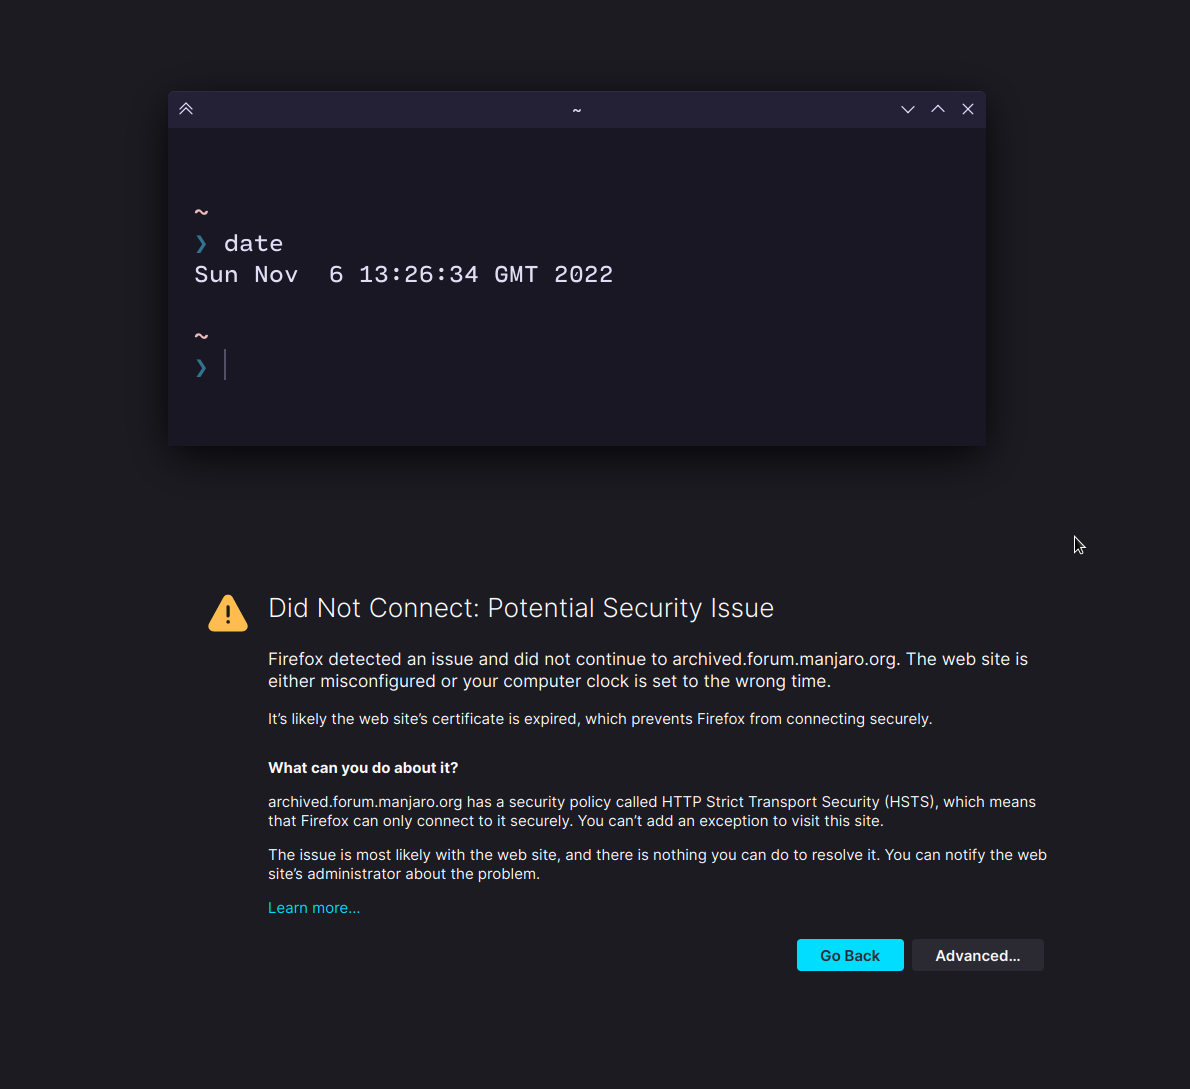 ~
~
❯ date
Sun Nov  6 13:26:34 GMT 2022
~
❯
Did Not Connect: Potential Security Issue
Firefox detected an issue and did not continue to archived.forum.manjaro.org. The web site is
either misconfigured or your computer clock is set to the wrong time.
It’s likely the web site’s certificate is expired, which prevents Firefox from connecting securely.
What can you do about it?
archived.forum.manjaro.org has a security policy called HTTP Strict Transport Security (HSTS), which means
that Firefox can only connect to it securely. You can’t add an exception to visit this site.
The issue is most likely with the web site, and there is nothing you can do to resolve it. You can notify the web
site’s administrator about the problem.
Learn more…
Go Back Advanced…